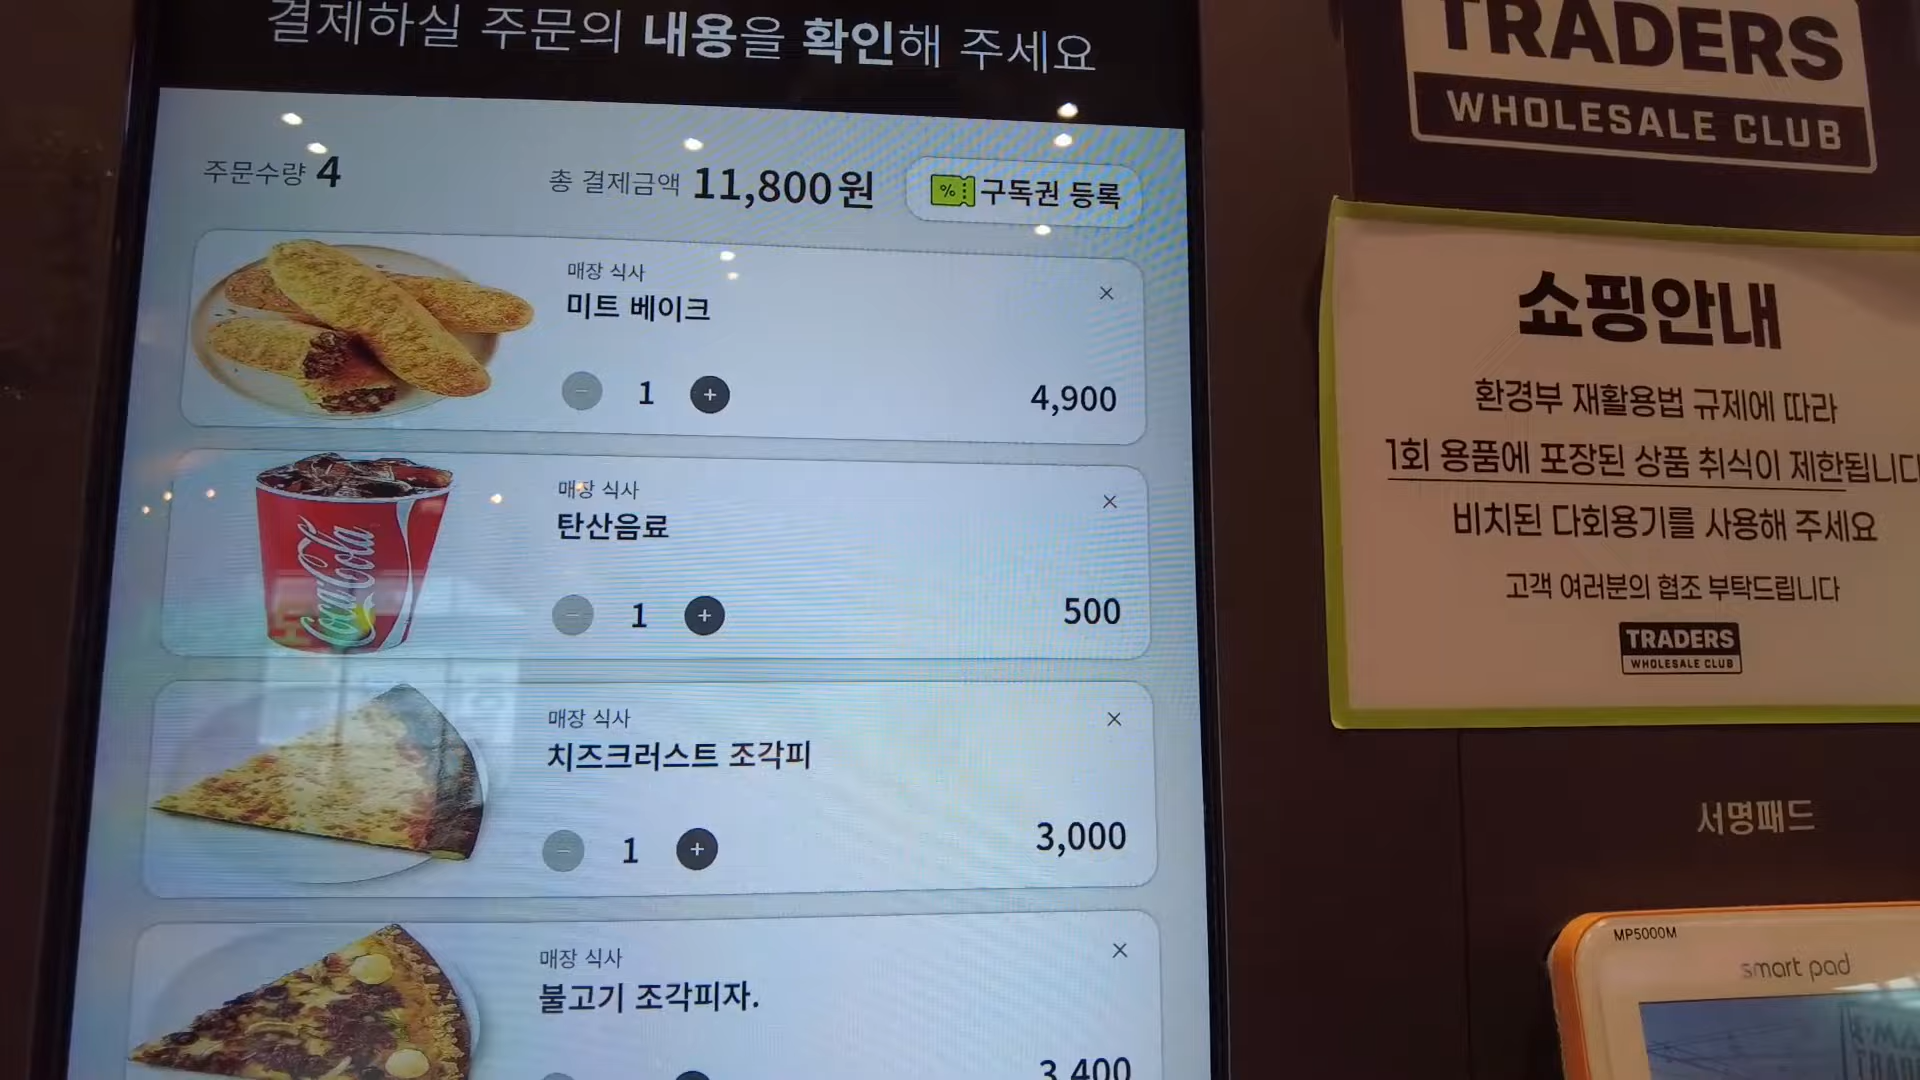 결제하실 주문의 내용을 확인해 주세요
주문수량 4
총 결제금액 11,800원
% 구독권 등록
매장 식사
미트 베이크
×
− 1 +
4,900
Coca-Cola
매장 식사
탄산음료
×
− 1 +
500
매장 식사
치즈크러스트 조각피
×
− 1 +
3,000
매장 식사
불고기 조각피자.
×
3,400
TRADERS
WHOLESALE CLUB
쇼핑안내
환경부 재활용법 규제에 따라
1회 용품에 포장된 상품 취식이 제한됩니다
비치된 다회용기를 사용해 주세요
고객 여러분의 협조 부탁드립니다
TRADERS
WHOLESALE CLUB
서명패드
MP5000M
smart pad